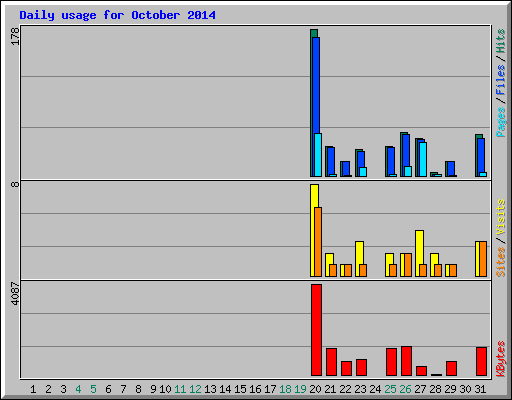 Daily usage for October 2014
178
Pages / Files / Hits
8
Sites / Visits
4087
KBytes
1 2 3 4 5 6 7 8 9 10 11 12 13 14 15 16 17 18 19 20 21 22 23 24 25 26 27 28 29 30 31